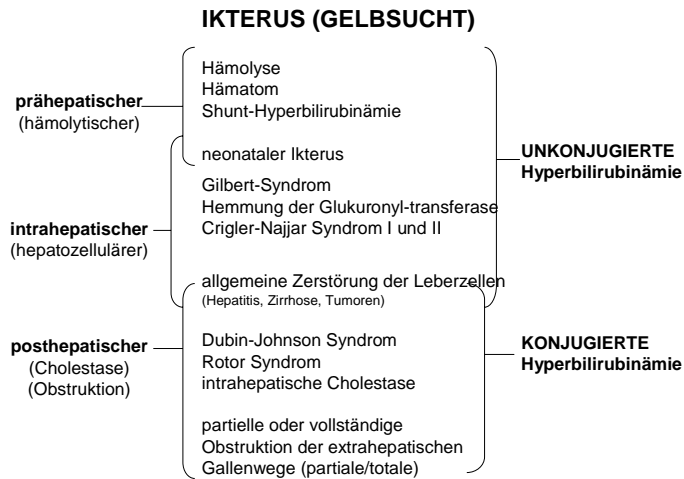 IKTERUS (GELBSUCHT)
prähepatischer
(hämolytischer)
Hämolyse
Hämatom
Shunt-Hyperbilirubinämie
neonataler Ikterus
UNKONJUGIERTE
Hyperbilirubinämie
intrahepatischer
(hepatozellulärer)
Gilbert-Syndrom
Hemmung der Glukuronyl-transferase
Crigler-Najjar Syndrom I und II
allgemeine Zerstörung der Leberzellen
(Hepatitis, Zirrhose, Tumoren)
posthepatischer
(Cholestase)
(Obstruktion)
Dubin-Johnson Syndrom
Rotor Syndrom
intrahepatische Cholestase
KONJUGIERTE
Hyperbilirubinämie
partielle oder vollständige
Obstruktion der extrahepatischen
Gallenwege (partiale/totale)